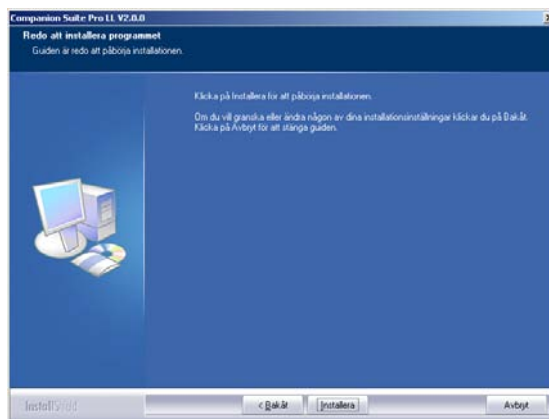 Companion Suite Pro LL V2.0.0
Redo att installera programmet
Guiden är redo att påbörja installationen.
Klicka på Installera för att påbörja installationen.
Om du vill granska eller ändra någon av dina installationsinställningar klickar du på Bakåt.
Klicka på Avbryt för att stänga guiden.
InstallShield
< Bakåt
Installera
Avbryt